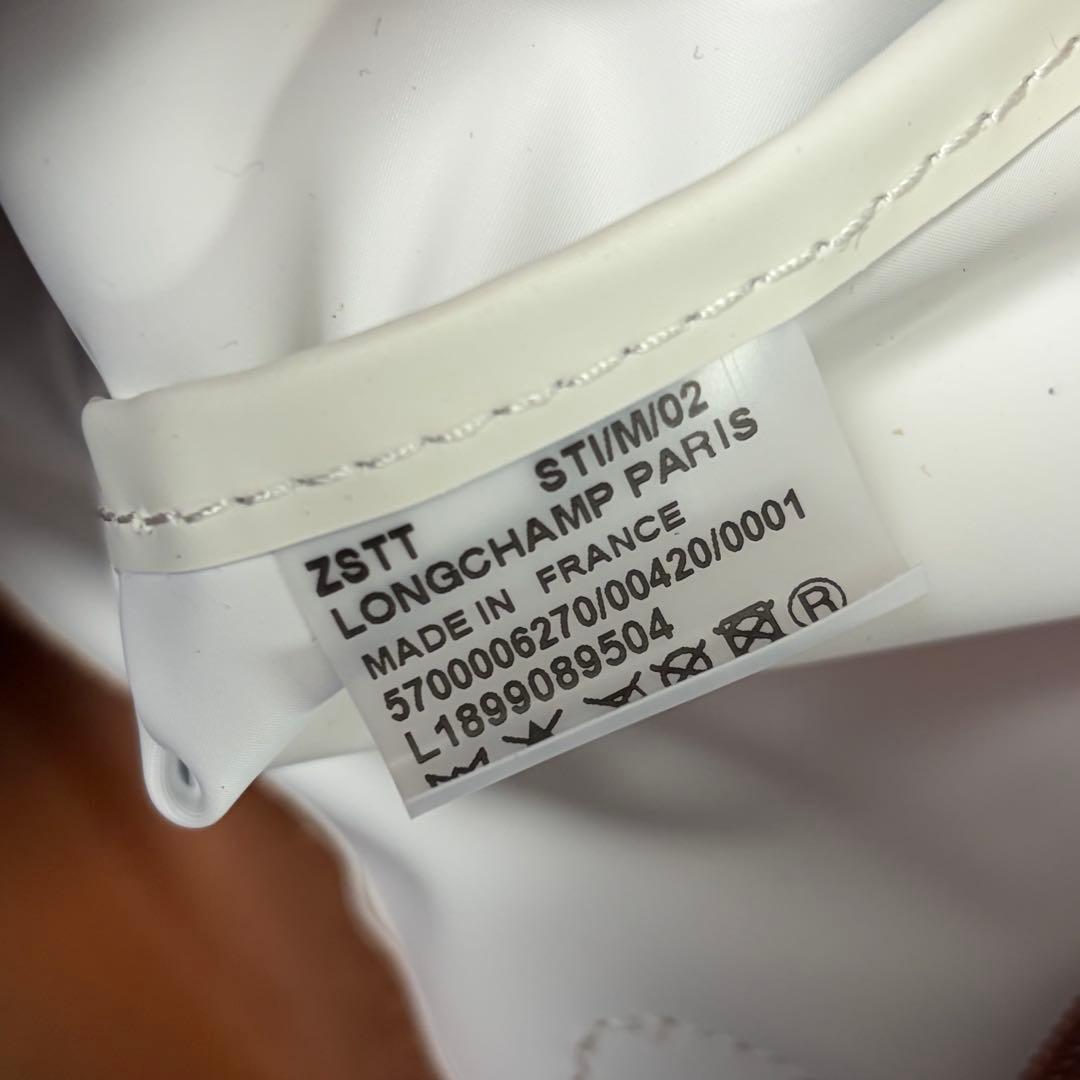 STI/M/02
ZSTT
LONGCHAMP PARIS
MADE IN FRANCE
5700006270/00420/0001
L1899089504
®